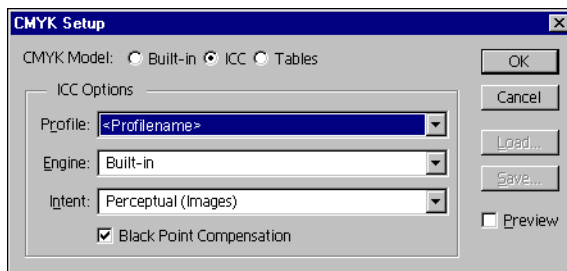 CMYK Setup
CMYK Model: Built-in ICC Tables
OK
ICC Options
Cancel
Profile: <Profilename>
Load...
Engine: Built-in
Save...
Intent: Perceptual (Images)
Preview
Black Point Compensation